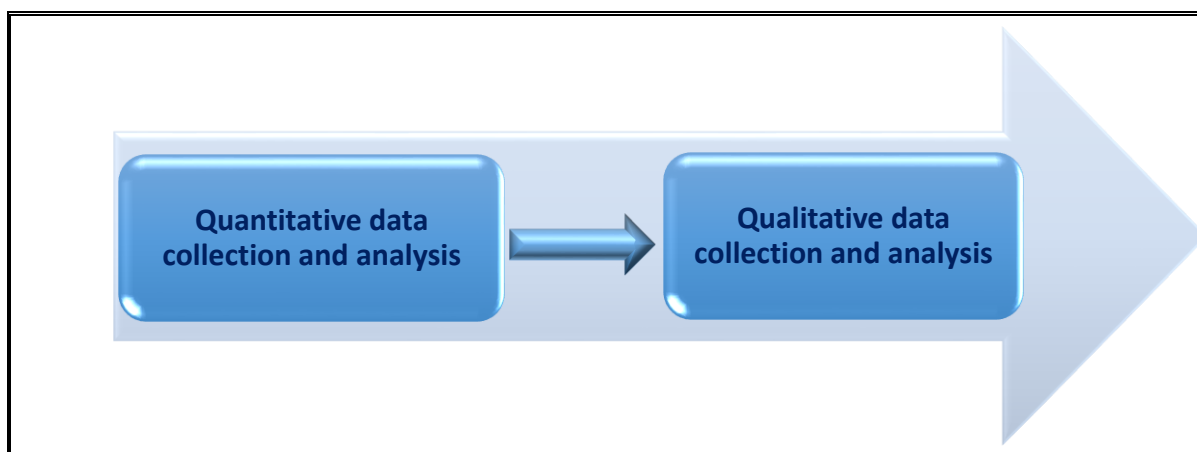 Quantitative data
collection and analysis
Qualitative data
collection and analysis